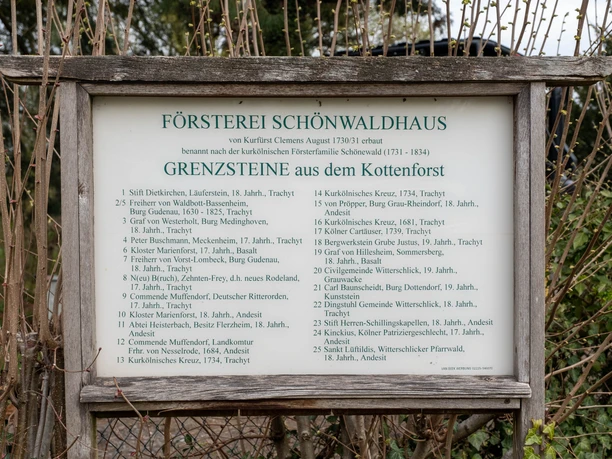 FÖRSTEREI SCHÖNWALDHAUS
von Kurfürst Clemens August 1730/31 erbaut
benannt nach der kurkölnischen Försterfamilie Schönewald (1731 - 1834)
GRENZSTEINE aus dem Kottenforst
1 Stift Dietkirchen, Läuferstein, 18. Jahrh., Trachyt
2/5 Freiherr von Waldbott-Bassenheim,
Burg Gudenau, 1630 - 1825, Trachyt
3 Graf von Westerholt, Burg Medinghoven,
18. Jahrh., Trachyt
4 Peter Buschmann, Meckenheim, 17. Jahrh., Trachyt
6 Kloster Marienforst, 17. Jahrh., Basalt
7 Freiherr von Vorst-Lombeck, Burg Gudenau,
18. Jahrh., Trachyt
8 N(eu) B(ruch), Zehnten-Frey, d.h. neues Rodeland,
17. Jahrh., Trachyt
9 Commende Muffendorf, Deutscher Ritterorden,
17. Jahrh., Trachyt
10 Kloster Marienforst, 18. Jahrh., Andesit
11 Abtei Heisterbach, Besitz Flerzheim, 18. Jahrh.,
Andesit
12 Commende Muffendorf, Landkomtur
Frhr. von Nesselrode, 1684, Andesit
13 Kurkölnisches Kreuz, 1734, Trachyt
14 Kurkölnisches Kreuz, 1734, Trachyt
15 von Pröpper, Burg Grau-Rheindorf, 18. Jahrh.,
Andesit
16 Kurkölnisches Kreuz, 1681, Trachyt
17 Kölner Cartäuser, 1739. Trachyt
18 Bergwerkstein Grube Justus, 19. Jahrh., Trachyt
19 Graf von Hillesheim, Sommersberg,
18. Jahrh., Basalt
20 Civilgemeinde Witterschlick, 19. Jahrh.,
Grauwacke
21 Carl Baunscheidt, Burg Dottendorf, 19. Jahrh.,
Kunststein
22 Dingstuhl Gemeinde Witterschlick, 18. Jahrh.,
Trachyt
23 Stift Herren-Schillingskapellen, 18. Jahrh., Andesit
24 Kinckius, Kölner Patriziergeschlecht, 17. Jahrh.,
Andesit
25 Sankt Lüftildis, Witterschlicker Pfarrwald,
18. Jahrh., Andesit